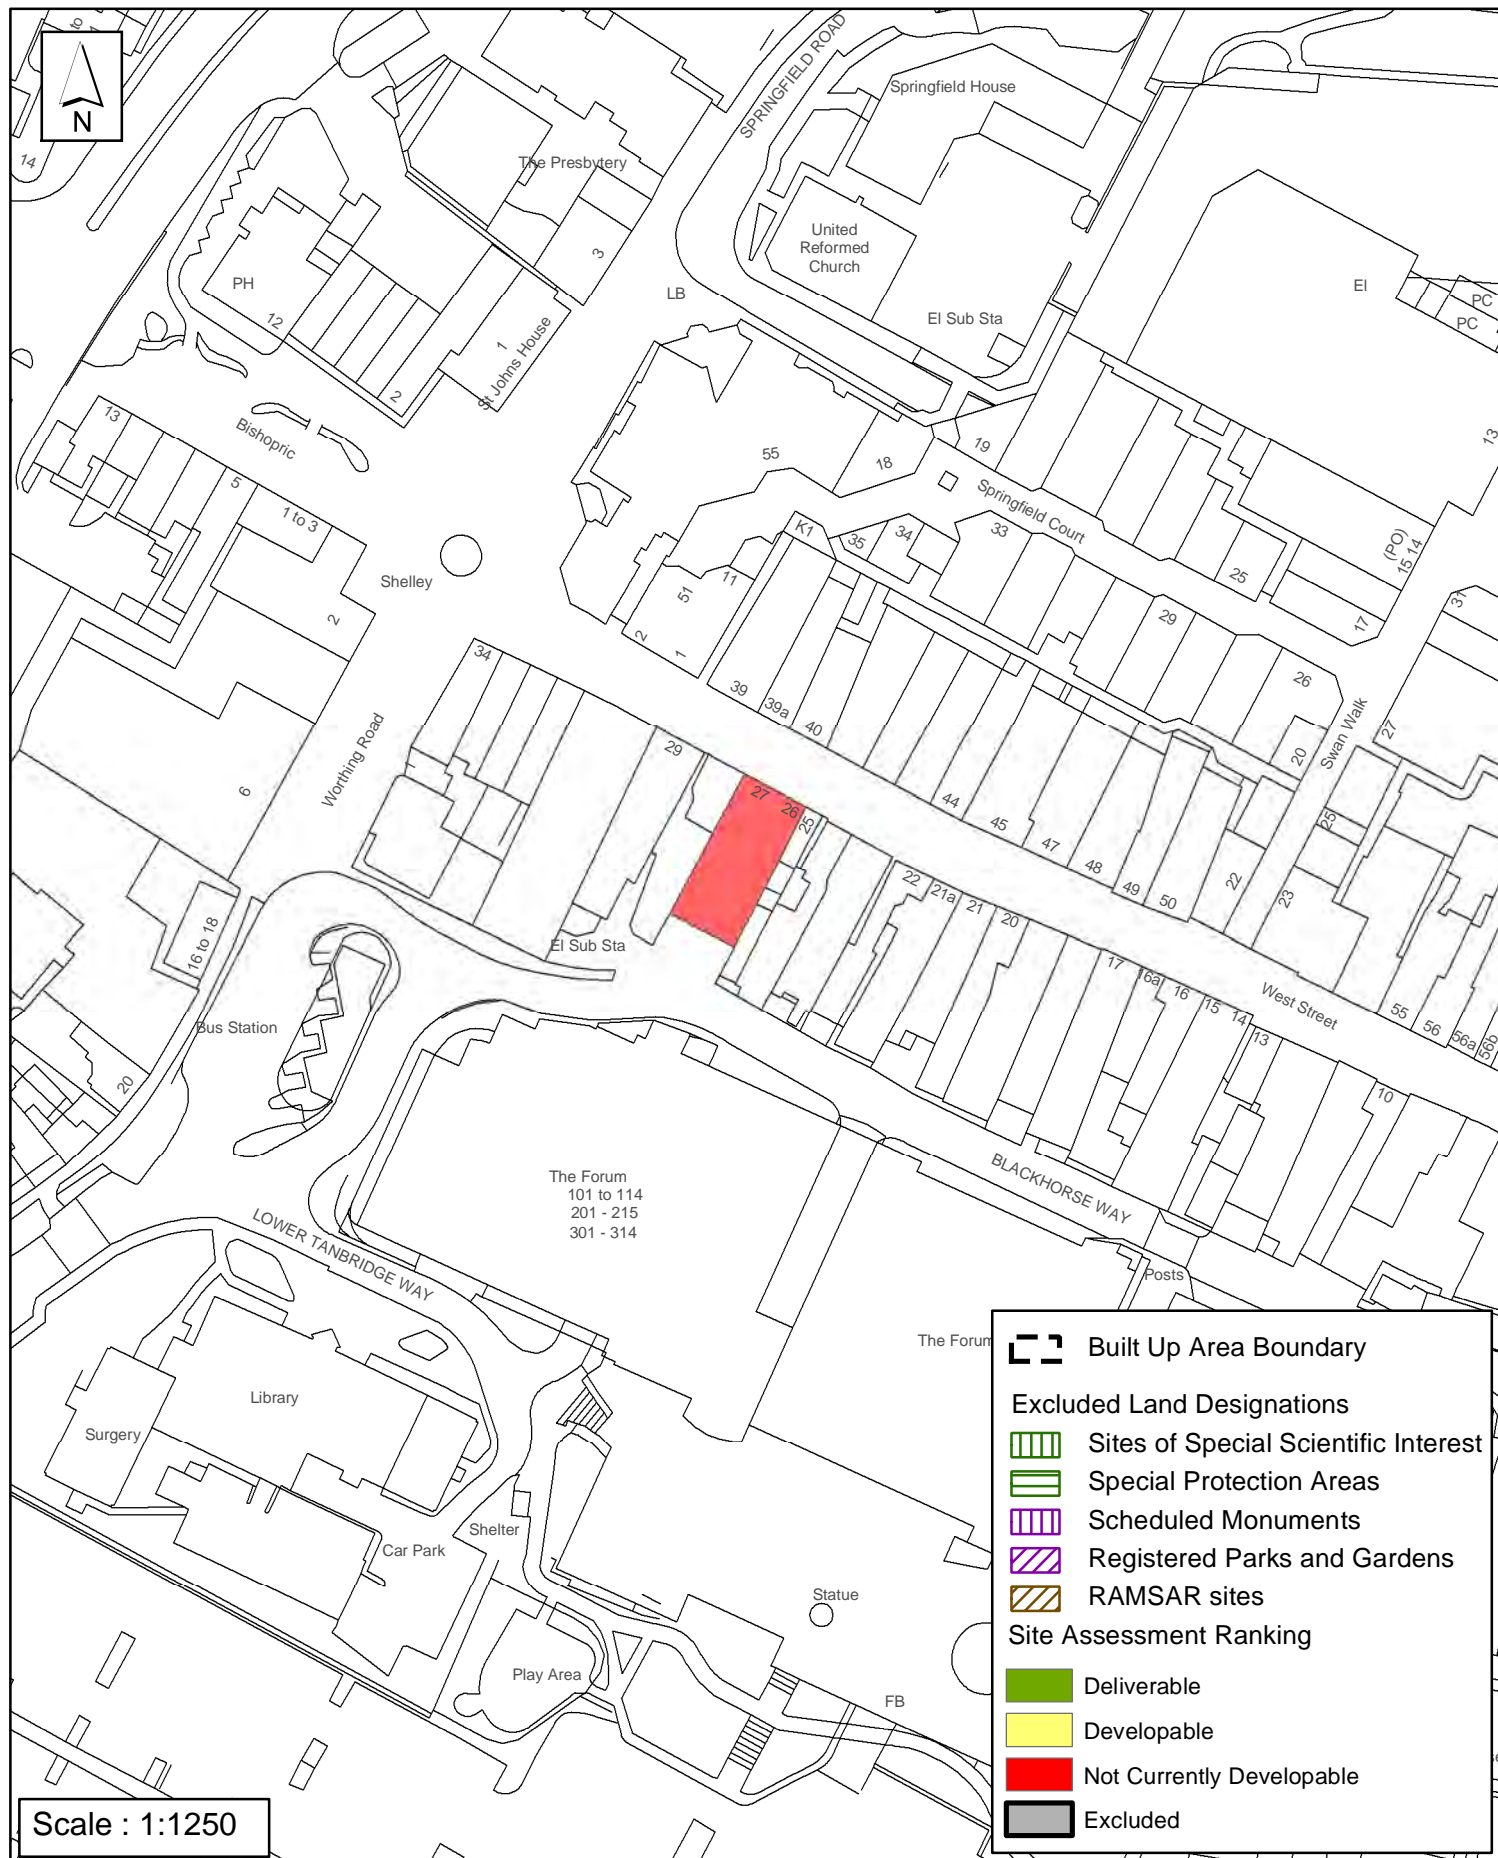 N
14
to
1
SPRINGFIELD ROAD
Springfield House
The Presbytery
3
United
Reformed
Church
PH
12
LB
El
PC
PC
El Sub Sta
1
St Johns House
2
13
Bishopric
5
1 to 3
55
18
19
Springfield Court
13
K1
35
34
33
(PO)
15 14
25
17
31
Shelley
2
51
11
2
1
29
26
34
39
39a
40
Swan Walk
27
20
Worthing Road
6
29
27
26
25
44
45
47
48
49
50
22
23
25
22
21a
21
20
El Sub Sta
16 to 18
17
16a
16
15
14
13
West Street
55
56
56a
56b
Bus Station
20
10
The Forum
101 to 114
201 - 215
301 - 314
BLACKHORSE WAY
LOWER TANBRIDGE WAY
Posts
The Forum
Library
Surgery
Shelter
Car Park
Statue
Play Area
FB
Built Up Area Boundary
Excluded Land Designations
Sites of Special Scientific Interest
Special Protection Areas
Scheduled Monuments
Registered Parks and Gardens
RAMSAR sites
Site Assessment Ranking
Deliverable
Developable
Not Currently Developable
Excluded
Scale : 1:1250